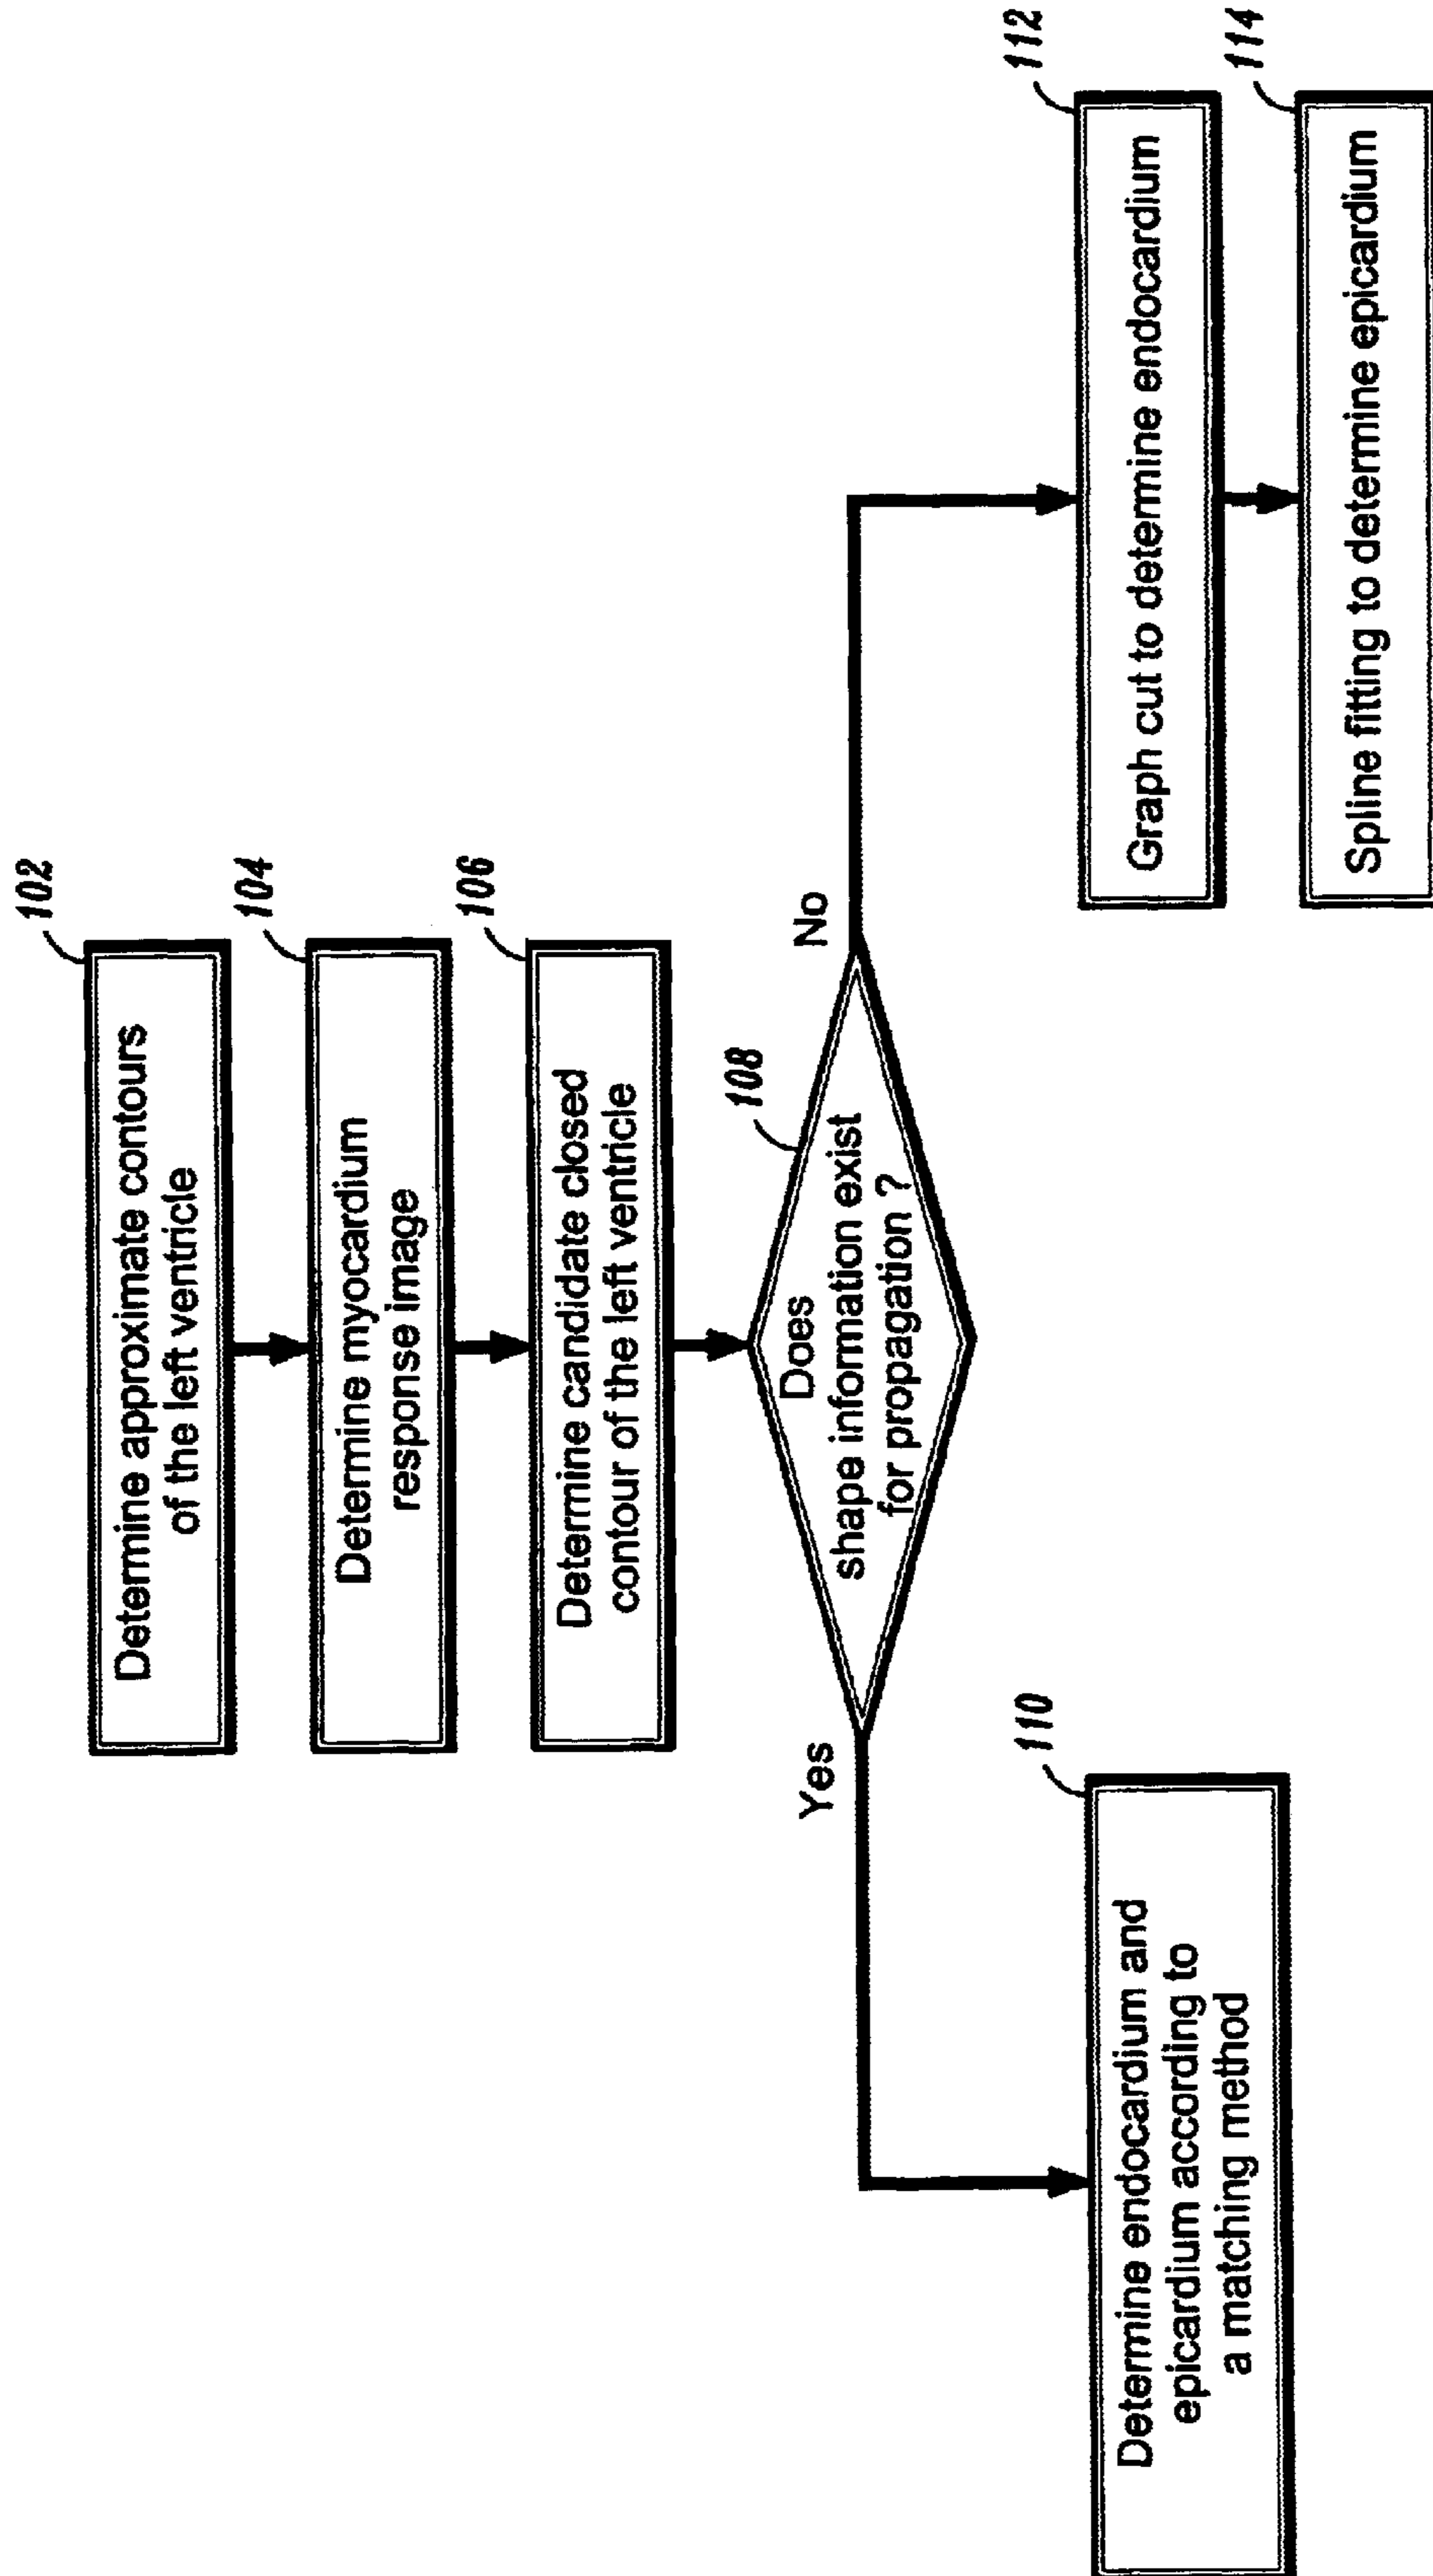 102
Determine approximate contours
of the left ventricle
104
Determine myocardium
response image
106
Determine candidate closed
contour of the left ventricle
108
Does
shape information exist
for propagation ?
Yes
No
110
Determine endocardium and
epicardium according to
a matching method
112
Graph cut to determine endocardium
114
Spline fitting to determine epicardium